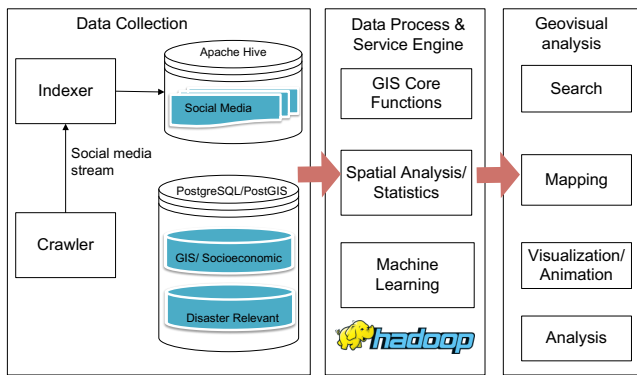 Data Collection
Apache Hive
Indexer
Social Media
Social media
stream
PostgreSQL/PostGIS
Crawler
GIS/ Socioeconomic
Disaster Relevant
Data Process &
Service Engine
GIS Core
Functions
Spatial Analysis/
Statistics
Machine
Learning
hadoop
Geovisual
analysis
Search
Mapping
Visualization/
Animation
Analysis